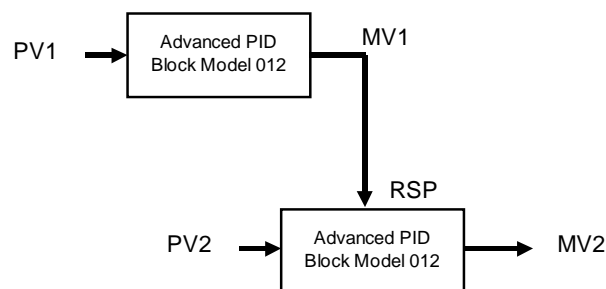 PV1
Advanced PID
Block Model 012
MV1
RSP
PV2
Advanced PID
Block Model 012
MV2